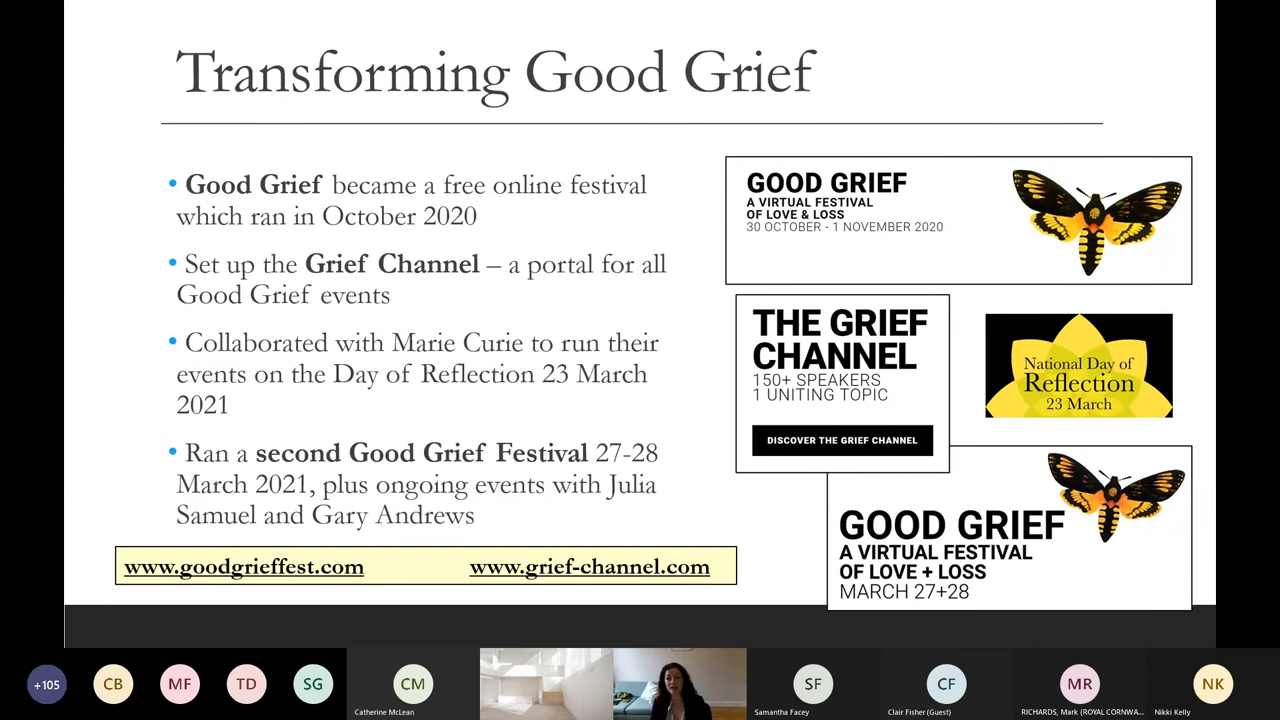 Transforming Good Grief
• Good Grief became a free online festival
which ran in October 2020
• Set up the Grief Channel – a portal for all
Good Grief events
• Collaborated with Marie Curie to run their
events on the Day of Reflection 23 March
2021
• Ran a second Good Grief Festival 27-28
March 2021, plus ongoing events with Julia
Samuel and Gary Andrews
www.goodgrieffest.com www.grief-channel.com
GOOD GRIEF
A VIRTUAL FESTIVAL
OF LOVE & LOSS
30 OCTOBER - 1 NOVEMBER 2020
THE GRIEF
CHANNEL
150+ SPEAKERS
1 UNITING TOPIC
DISCOVER THE GRIEF CHANNEL
National Day of
Reflection
23 March
GOOD GRIEF
A VIRTUAL FESTIVAL
OF LOVE + LOSS
MARCH 27+28
+105 CB MF TD SG CM SF CF MR NK
Catherine McLean Samantha Facey Clair Fisher (Guest) RICHARDS, Mark (ROYAL CORNWA... Nikki Kelly